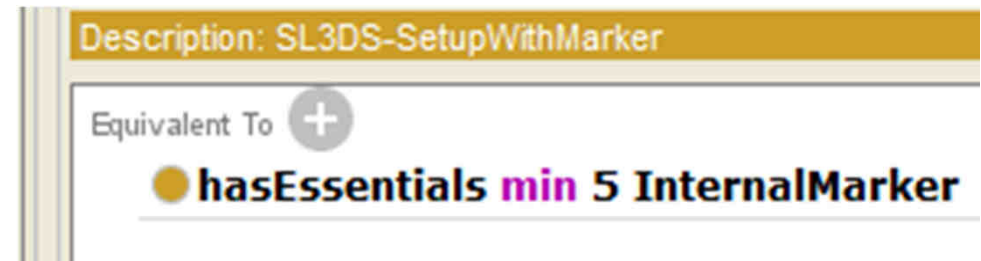 Description: SL3DS-SetupWithMarker
Equivalent To
hasEssentials min 5 InternalMarker